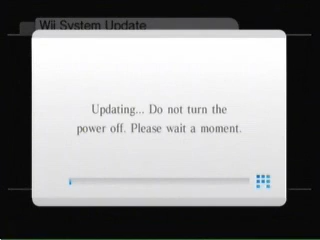 Wii System Update
Updating... Do not turn the
power off. Please wait a moment.